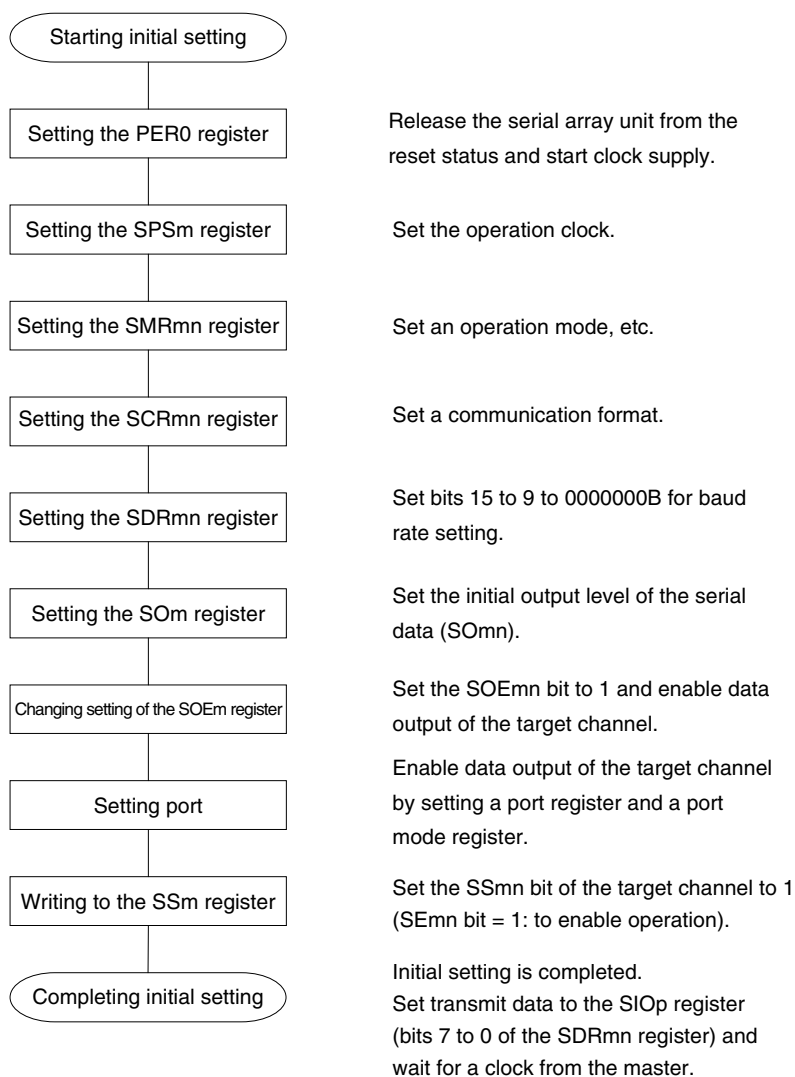 Starting initial setting
Setting the PER0 register
Release the serial array unit from the
reset status and start clock supply.
Setting the SPSm register
Set the operation clock.
Setting the SMRmn register
Set an operation mode, etc.
Setting the SCRmn register
Set a communication format.
Setting the SDRmn register
Set bits 15 to 9 to 0000000B for baud
rate setting.
Setting the SOm register
Set the initial output level of the serial
data (SOmn).
Changing setting of the SOEm register
Set the SOEmn bit to 1 and enable data
output of the target channel.
Setting port
Enable data output of the target channel
by setting a port register and a port
mode register.
Writing to the SSm register
Set the SSmn bit of the target channel to 1
(SEmn bit = 1: to enable operation).
Completing initial setting
Initial setting is completed.
Set transmit data to the SIOp register
(bits 7 to 0 of the SDRmn register) and
wait for a clock from the master.